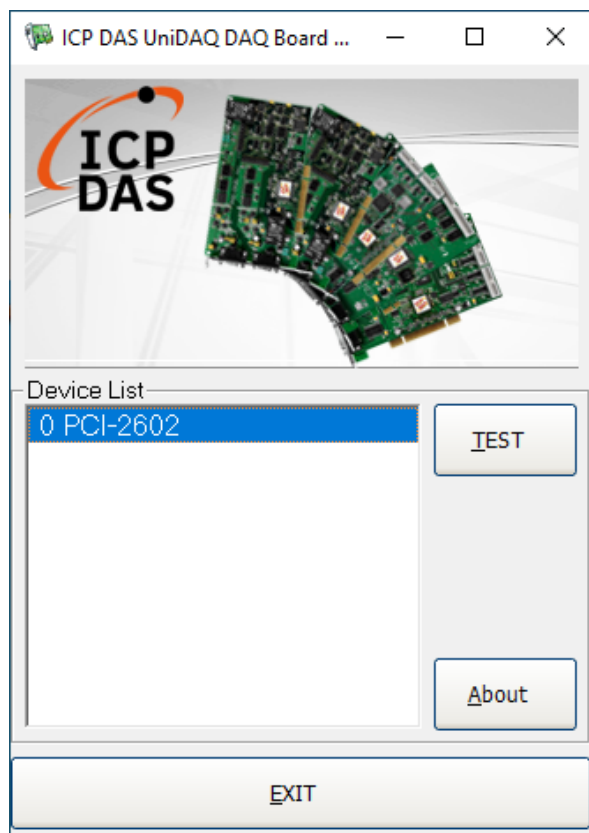 ICP DAS UniDAQ DAQ Board ...
ICP
DAS
Device List
0 PCI-2602
TEST
About
EXIT